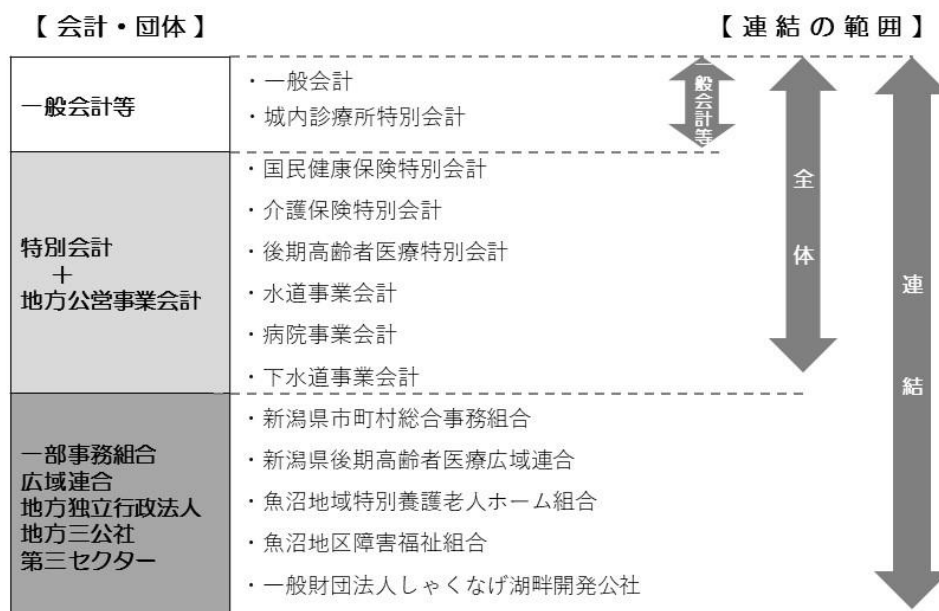 【 会計・団体 】
【 連 結 の 範 囲 】
一般会計等
・一般会計
・城内診療所特別会計
一般会計等
特別会計
＋
地方公営事業会計
・国民健康保険特別会計
・介護保険特別会計
・後期高齢者医療特別会計
・水道事業会計
・病院事業会計
・下水道事業会計
全体
一部事務組合
広域連合
地方独立行政法人
地方三公社
第三セクター
・新潟県市町村総合事務組合
・新潟県後期高齢者医療広域連合
・魚沼地域特別養護老人ホーム組合
・魚沼地区障害福祉組合
・一般財団法人しゃくなげ湖畔開発公社
連結